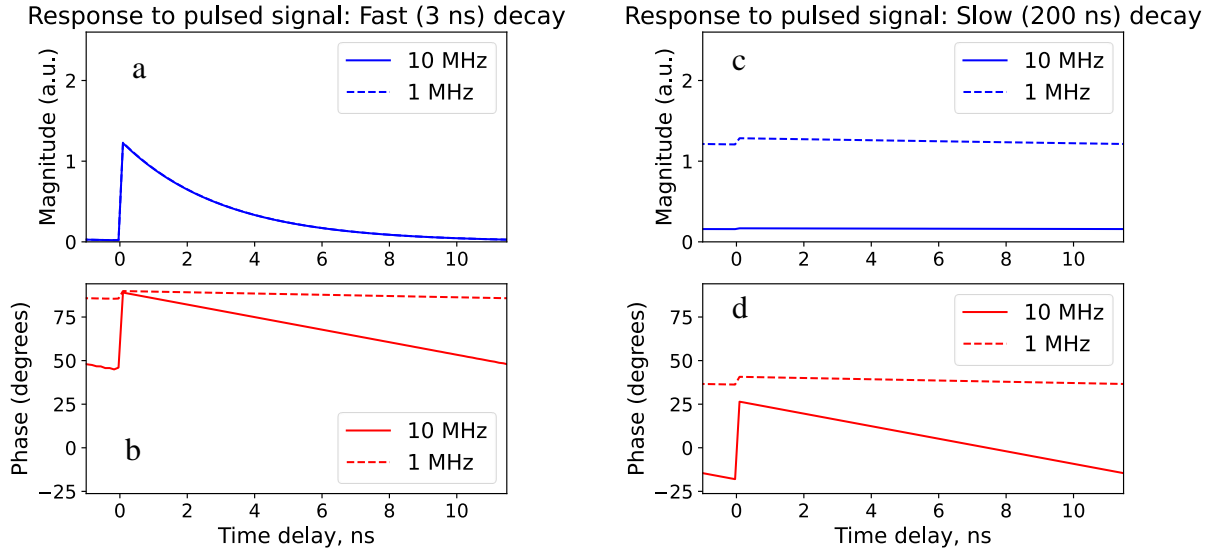 Response to pulsed signal: Fast (3 ns) decay
a
10 MHz
1 MHz
Magnitude (a.u.)
2
1
0
0 2 4 6 8 10
b
10 MHz
1 MHz
Phase (degrees)
75
50
25
0
−25
0 2 4 6 8 10
Time delay, ns
Response to pulsed signal: Slow (200 ns) decay
c
10 MHz
1 MHz
Magnitude (a.u.)
2
1
0
0 2 4 6 8 10
d
10 MHz
1 MHz
Phase (degrees)
75
50
25
0
−25
0 2 4 6 8 10
Time delay, ns